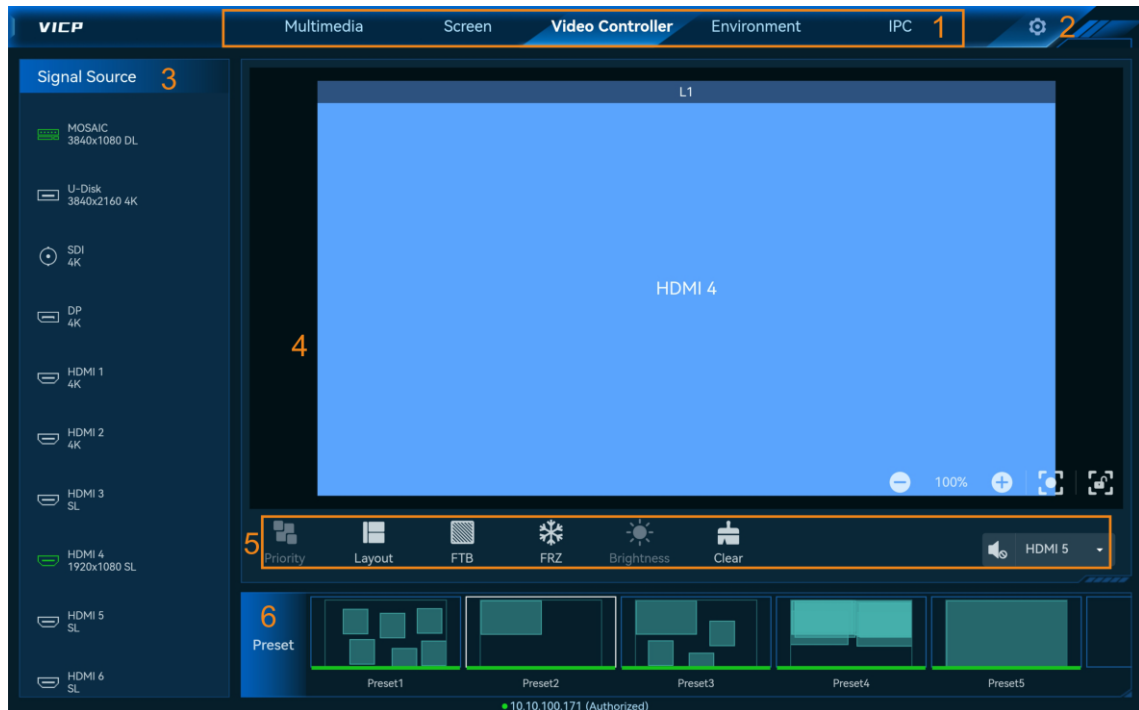 VICP
Multimedia
Screen
Video Controller
Environment
IPC
1
2
Signal Source
3
MOSAIC
3840x1080 DL
U-Disk
3840x2160 4K
SDI
4K
DP
4K
HDMI 1
4K
HDMI 2
4K
HDMI 3
SL
HDMI 4
1920x1080 SL
HDMI 5
SL
HDMI 6
SL
L1
HDMI 4
4
100%
5
Priority
Layout
FTB
FRZ
Brightness
Clear
HDMI 5
6
Preset
Preset1
Preset2
Preset3
Preset4
Preset5
10.10.100.171 (Authorized)